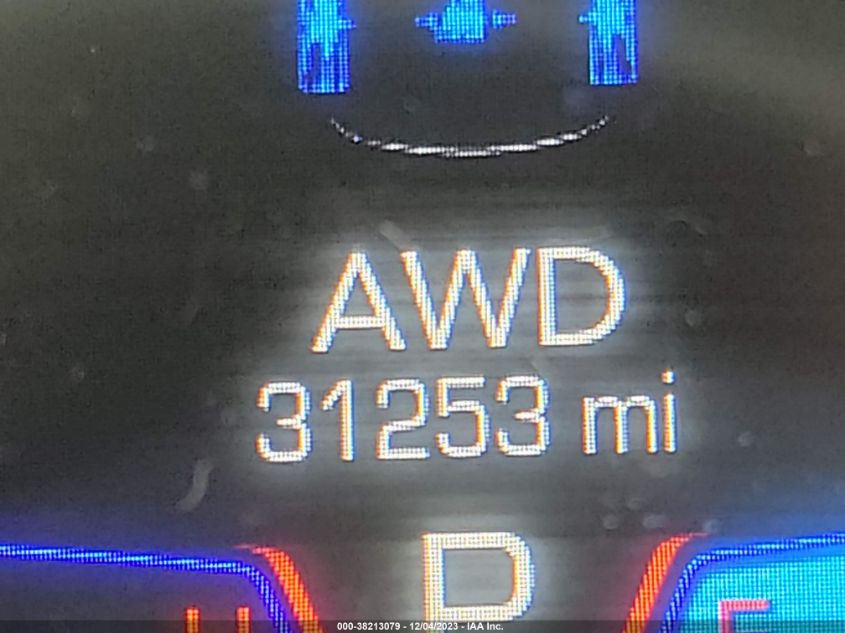 AWD
31253 mi
P
H
F
000-38213079 - 12/04/2023 - IAA Inc.